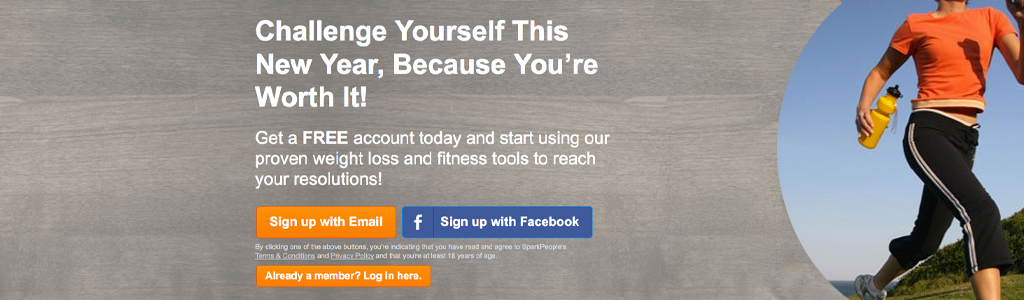 Challenge Yourself This
New Year, Because You're
Worth It!
Get a FREE account today and start using our
proven weight loss and fitness tools to reach
your resolutions!
Sign up with Email
f Sign up with Facebook
By clicking one of the above buttons, you're indicating that you have read and agree to SparkPeople's
Terms & Conditions and Privacy Policy and that you're at least 18 years of age.
Already a member? Log in here.